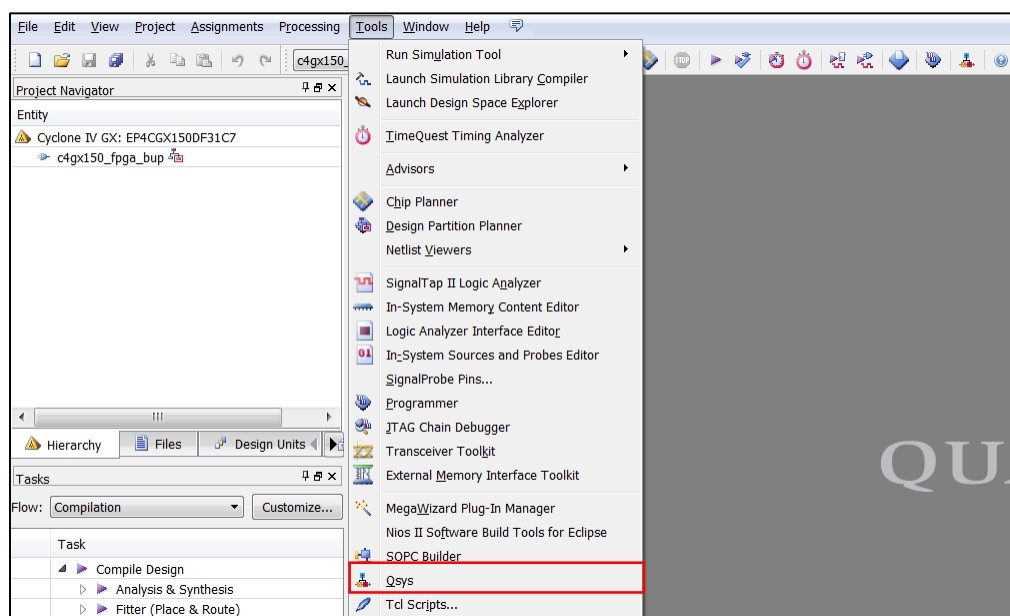 File Edit View Project Assignments Processing Tools Window Help
c4gx150_
Project Navigator
Entity
Cyclone IV GX: EP4CGX150DF31C7
c4gx150_fpga_bup
Hierarchy Files Design Units
Tasks
Flow: Compilation Customize...
Task
Compile Design
Analysis & Synthesis
Fitter (Place & Route)
Run Simulation Tool
Launch Simulation Library Compiler
Launch Design Space Explorer
TimeQuest Timing Analyzer
Advisors
Chip Planner
Design Partition Planner
Netlist Viewers
SignalTap II Logic Analyzer
In-System Memory Content Editor
Logic Analyzer Interface Editor
In-System Sources and Probes Editor
SignalProbe Pins...
Programmer
JTAG Chain Debugger
Transceiver Toolkit
External Memory Interface Toolkit
MegaWizard Plug-In Manager
Nios II Software Build Tools for Eclipse
SOPC Builder
Qsys
Tcl Scripts...
STOP
QUA